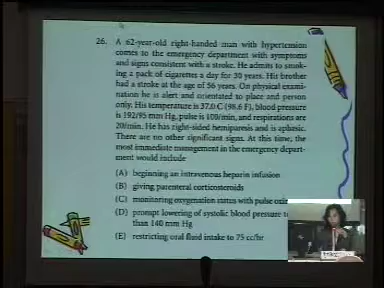 26. A 62-year-old right-handed man with hypertension
comes to the emergency department with symptoms
and signs consistent with a stroke. He admits to smok-
ing a pack of cigarettes a day for 30 years. His brother
had a stroke at the age of 56 years. On physical exami-
nation he is alert and orientated to place and person
only. His temperature is 37.0 C (98.6 F), blood pressure
is 192/95 mm Hg, pulse is 100/min, and respirations are
20/min. He has right-sided hemiparesis and is aphasic.
There are no other significant signs. At this time, the
most immediate management in the emergency depart-
ment would include
(A) beginning an intravenous heparin infusion
(B) giving parenteral corticosteroids
(C) monitoring oxygenation status with pulse
(D) prompt lowering of systolic blood pressure
than 140 mm Hg
(E) restricting oral fluid intake to 75 cc/hr